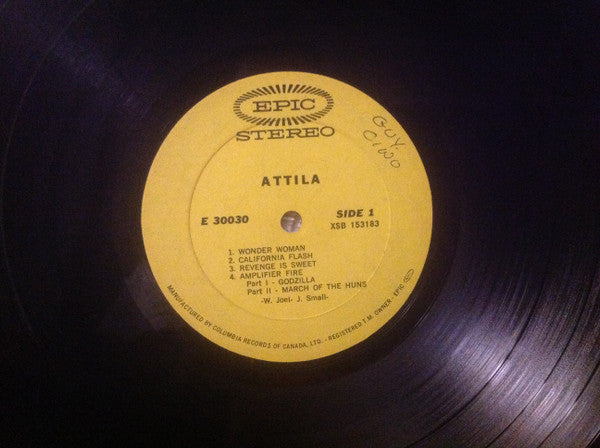 EPIC
STEREO
GUY.
CIWO
ATTILA
E 30030
SIDE 1
XSB 153183
1. WONDER WOMAN
2. CALIFORNIA FLASH
3. REVENGE IS SWEET
4. AMPLIFIER FIRE
Part I - GODZILLA
Part II - MARCH OF THE HUNS
-W. Joel- J. Small-
MANUFACTURED BY COLUMBIA RECORDS OF CANADA, LTD. - REGISTERED T.M. OWNER - EPIC